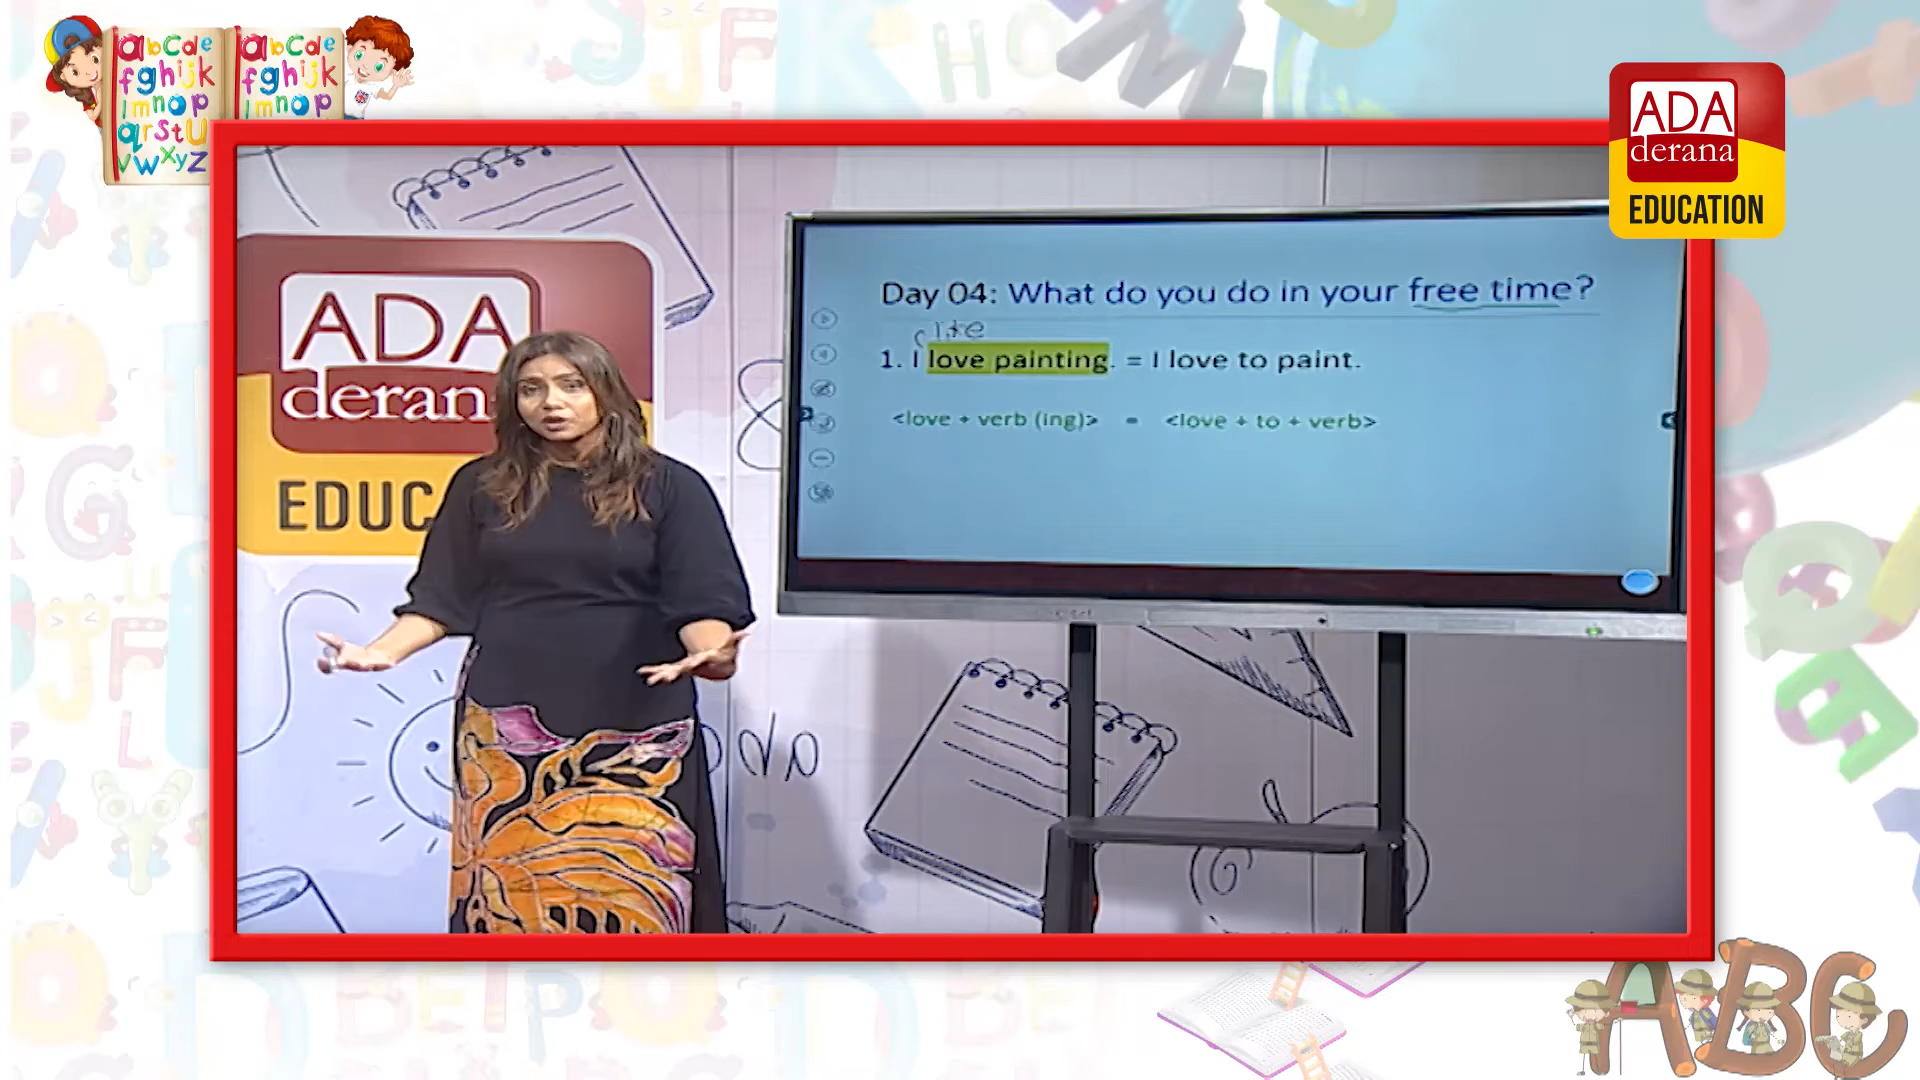 abcde abcde
fghijk fghijk
lmnop lmnop
qrstu
vwxyz
ADA
derana
EDUCATION
ADA
deran
EDUC
Day 04: What do you do in your free time?
like
1. I love painting. = I love to paint.
<love + verb (ing)> = <love + to + verb>
ABC